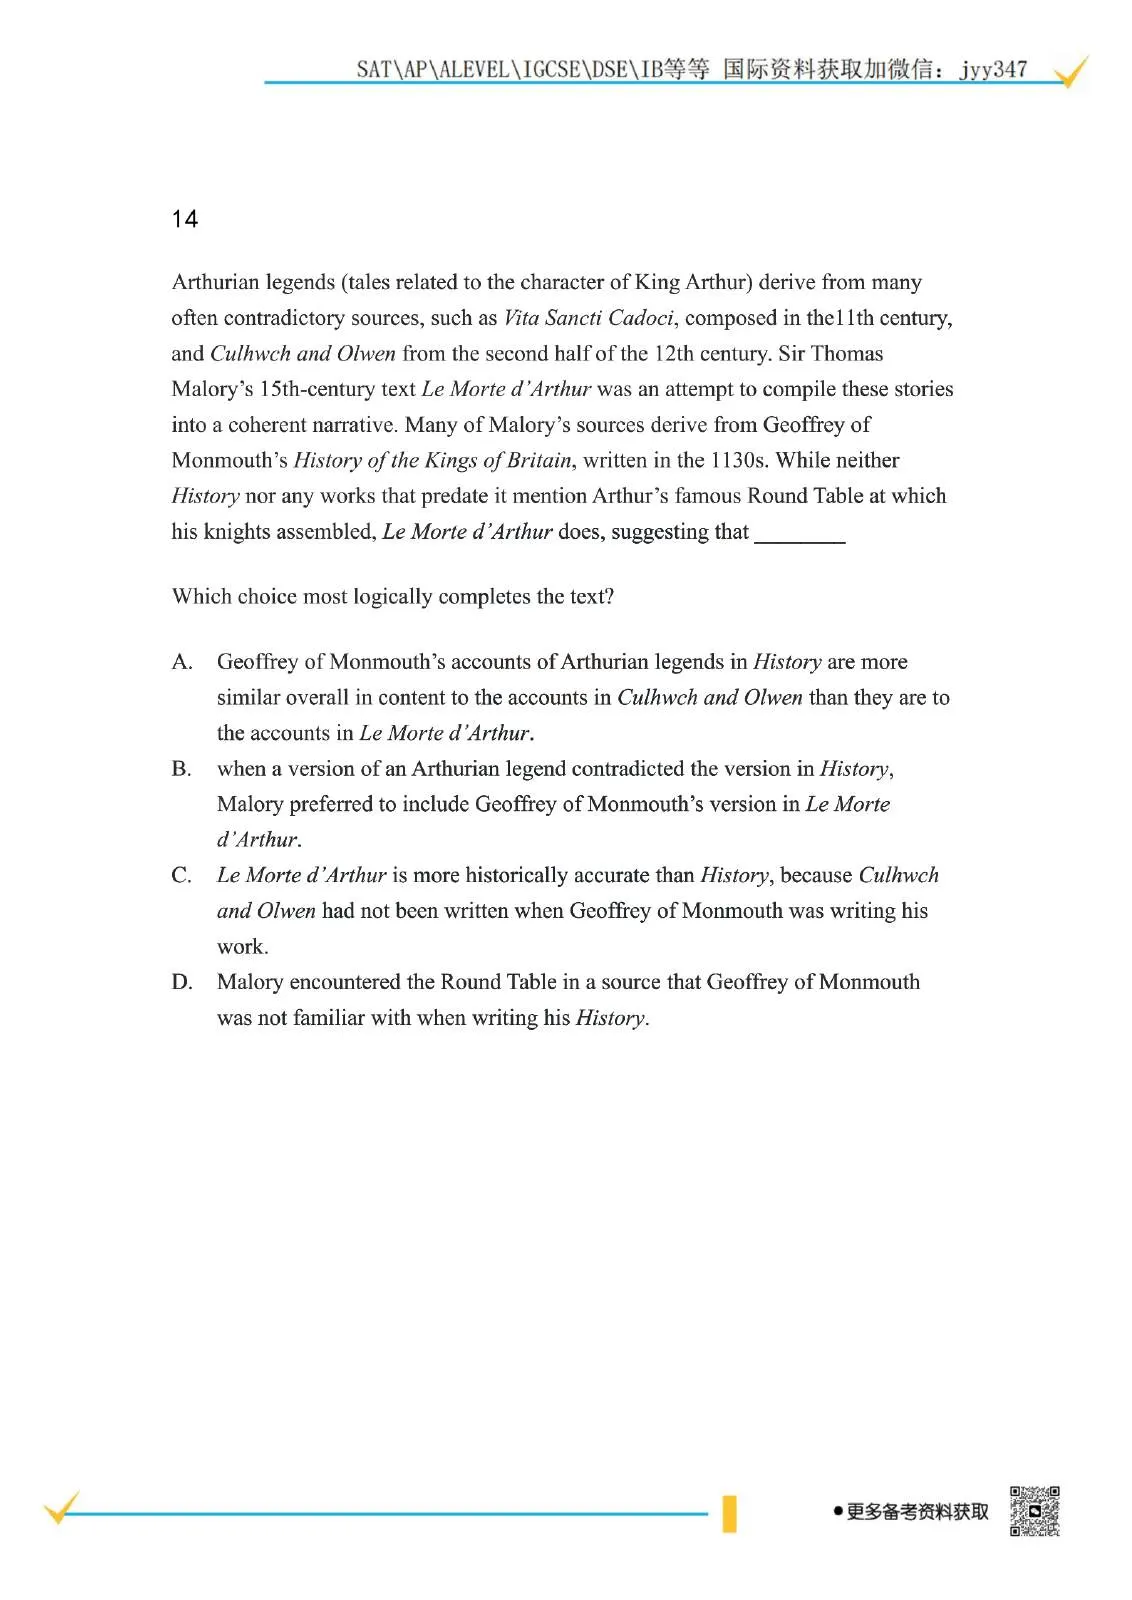 SAT\AP\ALEVEL\IGCSE\DSE\IB等等 国际资料获取加微信：jyy347
14
Arthurian legends (tales related to the character of King Arthur) derive from many
often contradictory sources, such as Vita Sancti Cadoci, composed in the11th century,
and Culhwch and Olwen from the second half of the 12th century. Sir Thomas
Malory’s 15th-century text Le Morte d’Arthur was an attempt to compile these stories
into a coherent narrative. Many of Malory’s sources derive from Geoffrey of
Monmouth’s History of the Kings of Britain, written in the 1130s. While neither
History nor any works that predate it mention Arthur’s famous Round Table at which
his knights assembled, Le Morte d’Arthur does, suggesting that ________
Which choice most logically completes the text?
A. Geoffrey of Monmouth’s accounts of Arthurian legends in History are more
similar overall in content to the accounts in Culhwch and Olwen than they are to
the accounts in Le Morte d’Arthur.
B. when a version of an Arthurian legend contradicted the version in History,
Malory preferred to include Geoffrey of Monmouth’s version in Le Morte
d’Arthur.
C. Le Morte d’Arthur is more historically accurate than History, because Culhwch
and Olwen had not been written when Geoffrey of Monmouth was writing his
work.
D. Malory encountered the Round Table in a source that Geoffrey of Monmouth
was not familiar with when writing his History.
●更多备考资料获取